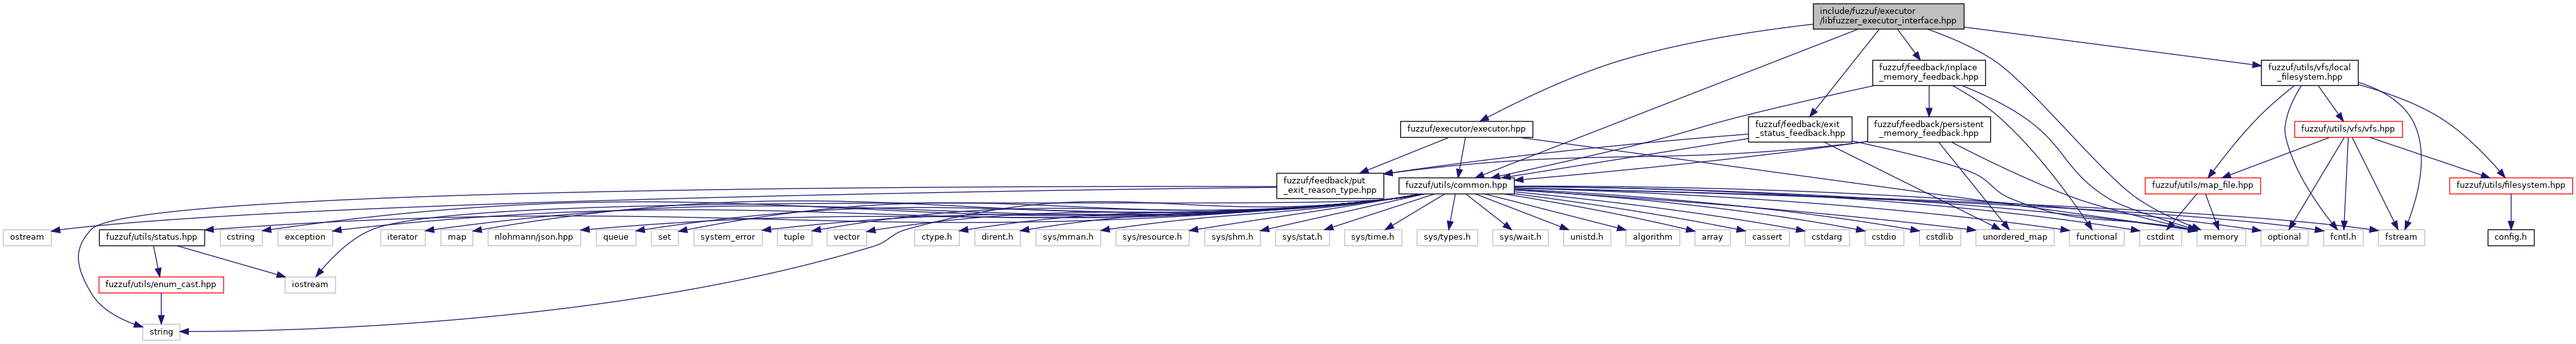 include/fuzzuf/executor
/libfuzzer_executor_interface.hpp
fuzzuf/feedback/inplace
_memory_feedback.hpp
fuzzuf/utils/vfs/local
_filesystem.hpp
fuzzuf/executor/executor.hpp
fuzzuf/feedback/exit
_status_feedback.hpp
fuzzuf/feedback/persistent
_memory_feedback.hpp
fuzzuf/utils/vfs/vfs.hpp
fuzzuf/feedback/put
_exit_reason_type.hpp
fuzzuf/utils/common.hpp
fuzzuf/utils/map_file.hpp
fuzzuf/utils/filesystem.hpp
ostream
fuzzuf/utils/status.hpp
cstring
exception
iterator
map
nlohmann/json.hpp
queue
set
system_error
tuple
vector
ctype.h
dirent.h
sys/mman.h
sys/resource.h
sys/shm.h
sys/stat.h
sys/time.h
sys/types.h
sys/wait.h
unistd.h
algorithm
array
cassert
cstdarg
cstdio
cstdlib
unordered_map
functional
cstdint
memory
optional
fcntl.h
fstream
config.h
fuzzuf/utils/enum_cast.hpp
iostream
string